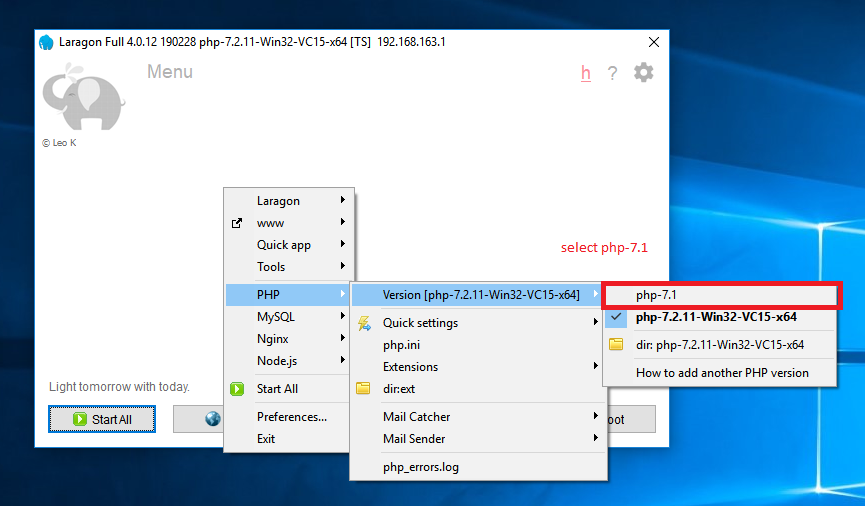 Laragon Full 4.0.12 190228 php-7.2.11-Win32-VC15-x64 [TS] 192.168.163.1
Menu
h ?
© Leo K
Laragon
www
Quick app
Tools
PHP
MySQL
Nginx
Node.js
Start All
Preferences...
Exit
select php-7.1
Version [php-7.2.11-Win32-VC15-x64]
Quick settings
php.ini
Extensions
dir:ext
Mail Catcher
Mail Sender
php_errors.log
php-7.1
php-7.2.11-Win32-VC15-x64
dir: php-7.2.11-Win32-VC15-x64
How to add another PHP version
Light tomorrow with today.
Start All
oot